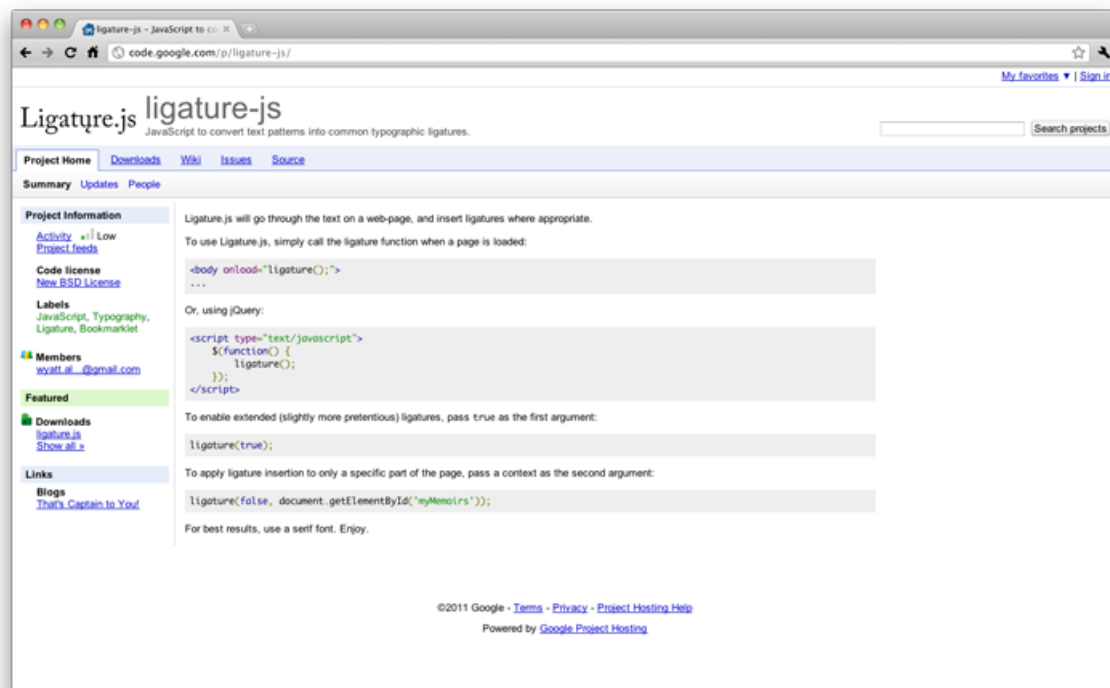 ligature-js - JavaScript to co
code.google.com/p/ligature-js/
My favorites ▼ | Sign in
Ligature.js
ligature-js
JavaScript to convert text patterns into common typographic ligatures.
Search projects
Project Home Downloads Wiki Issues Source
Summary Updates People
Project Information
Activity Low
Project feeds
Code license
New BSD License
Labels
JavaScript, Typography,
Ligature, Bookmarklet
Members
wyatt.al...@gmail.com
Featured
Downloads
ligature.js
Show all »
Links
Blogs
That's Captain to You!
Ligature.js will go through the text on a web-page, and insert ligatures where appropriate.
To use Ligature.js, simply call the ligature function when a page is loaded:
<body onload="ligature();">
...
Or, using jQuery:
<script type="text/javascript">
$(function() {
ligature();
});
</script>
To enable extended (slightly more pretentious) ligatures, pass true as the first argument:
ligature(true);
To apply ligature insertion to only a specific part of the page, pass a context as the second argument:
ligature(false, document.getElementById('myMemoirs'));
For best results, use a serif font. Enjoy.
©2011 Google - Terms - Privacy - Project Hosting Help
Powered by Google Project Hosting